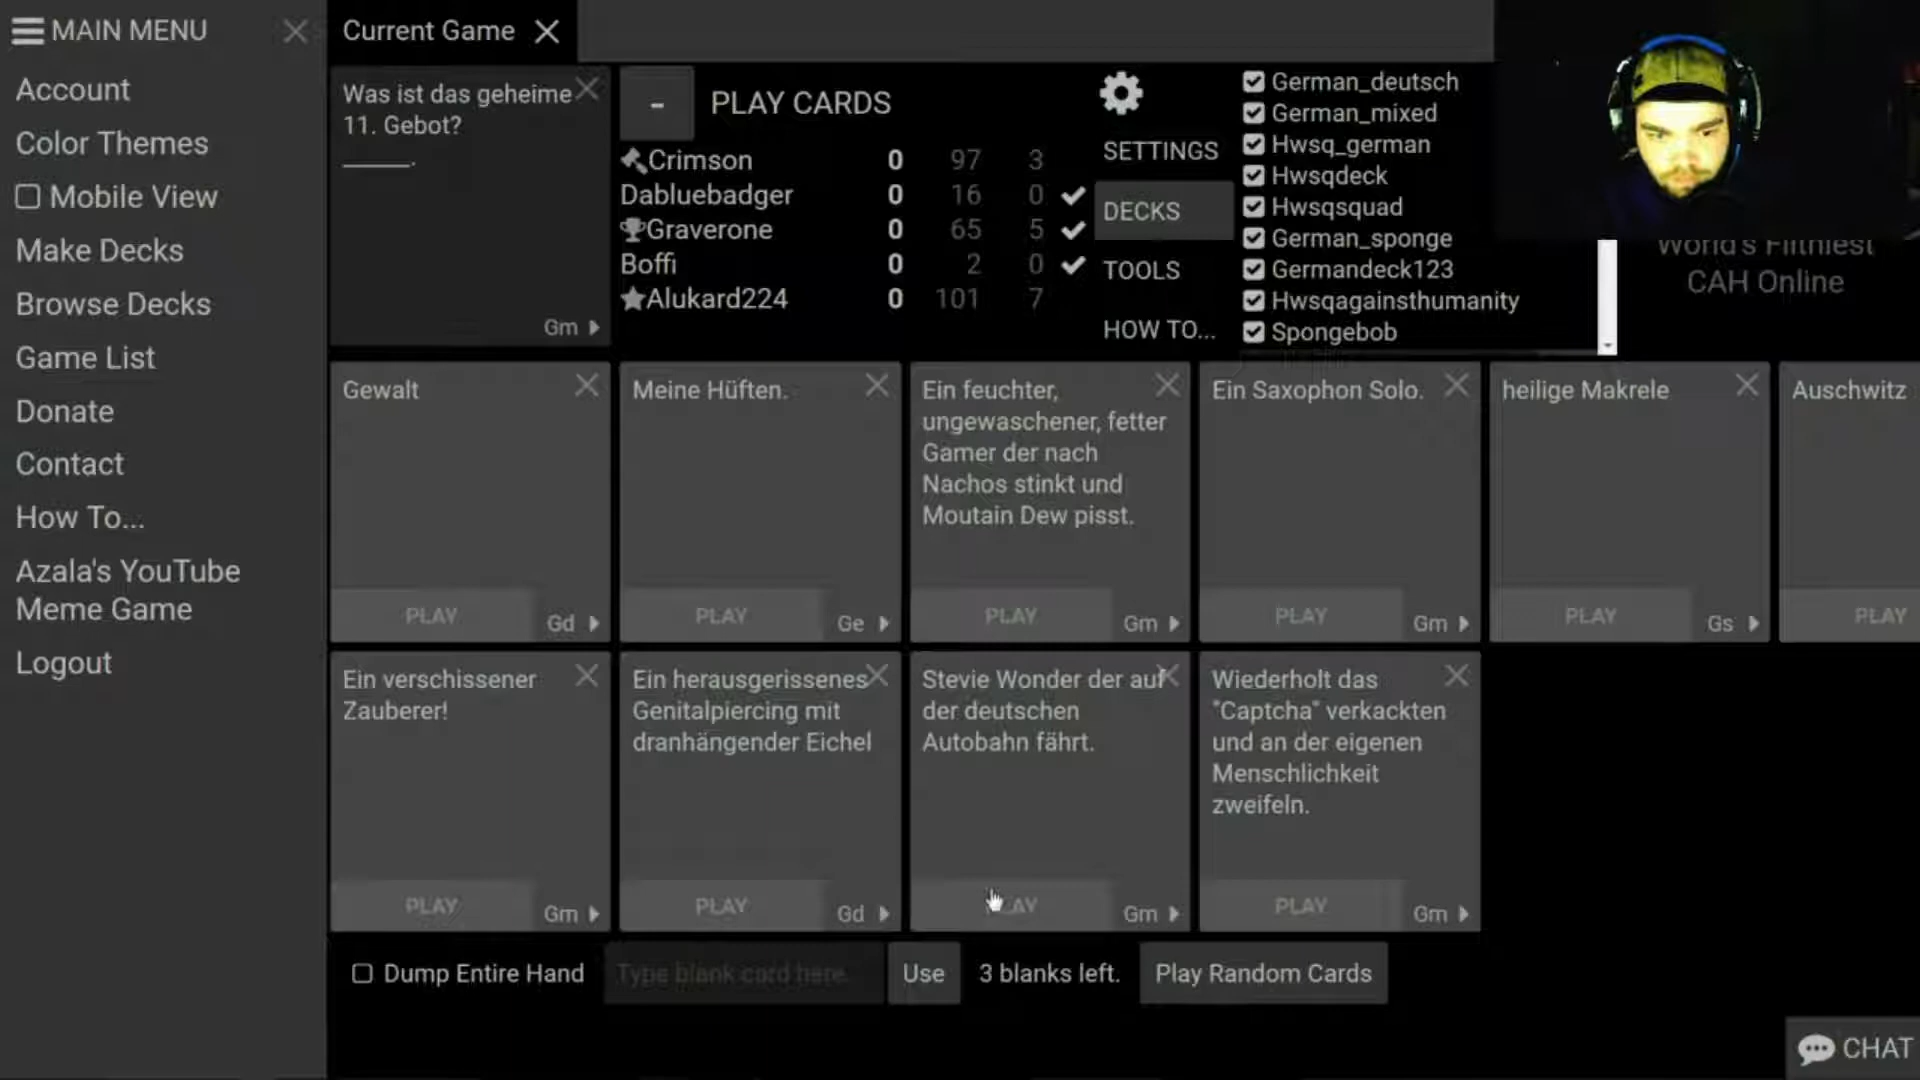 MAIN MENU
Account
Color Themes
Mobile View
Make Decks
Browse Decks
Game List
Donate
Contact
How To...
Azala's YouTube
Meme Game
Logout
Current Game
Was ist das geheime
11. Gebot?
______.
Gm
-
PLAY CARDS
Crimson 0 97 3
Dabluebadger 0 16 0
Graverone 0 65 5
Boffi 0 2 0
Alukard224 0 101 7
SETTINGS
DECKS
TOOLS
HOW TO...
German_deutsch
German_mixed
Hwsq_german
Hwsqdeck
Hwsqsquad
German_sponge
Germandeck123
Hwsqagainsthumanity
Spongebob
World's Filthiest
CAH Online
Gewalt
PLAY
Gd
Meine Hüften.
PLAY
Ge
Ein feuchter,
ungewaschener, fetter
Gamer der nach
Nachos stinkt und
Moutain Dew pisst.
PLAY
Gm
Ein Saxophon Solo.
PLAY
Gm
heilige Makrele
PLAY
Gs
Auschwitz
PLAY
Ein verschissener
Zauberer!
PLAY
Gm
Ein herausgerissenes
Genitalpiercing mit
dranhängender Eichel
PLAY
Gd
Stevie Wonder der auf
der deutschen
Autobahn fährt.
PLAY
Gm
Wiederholt das
"Captcha" verkackten
und an der eigenen
Menschlichkeit
zweifeln.
PLAY
Gm
Dump Entire Hand
Type blank card here.
Use
3 blanks left.
Play Random Cards
CHAT